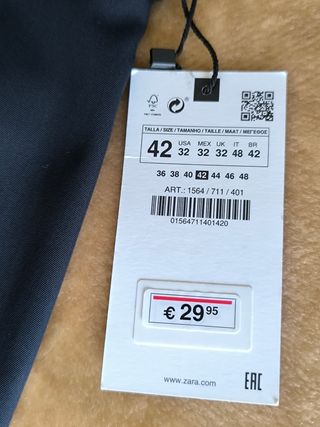 FSC
TALLA / SIZE / TAMANHO / TAILLE / MAAT / ΜΕΓΕΘΟΣ
42 USA MEX UK IT BR
32 32 32 48 42
36 38 40 42 44 46 48
ART.: 1564 / 711 / 401
01564711401420
€ 29 95
www.zara.com
EAC